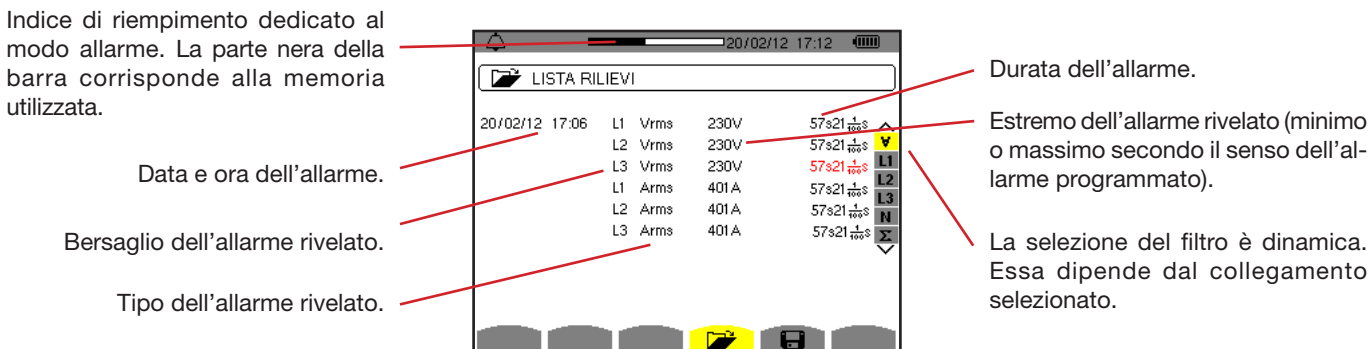 Indice di riempimento dedicato al
modo allarme. La parte nera della
barra corrisponde alla memoria
utilizzata.
Data e ora dell'allarme.
Bersaglio dell'allarme rivelato.
Tipo dell'allarme rivelato.
20/02/12 17:12
LISTA RILIEVI
20/02/12 17:06 L1 Vrms 230V 57s21 1/100 s
L2 Vrms 230V 57s21 1/100 s
L3 Vrms 230V 57s21 1/100 s
L1 Arms 401A 57s21 1/100 s
L2 Arms 401A 57s21 1/100 s
L3 Arms 401A 57s21 1/100 s
∀
L1
L2
L3
N
Σ
Durata dell'allarme.
Estremo dell'allarme rivelato (minimo
o massimo secondo il senso dell'al-
larme programmato).
La selezione del filtro è dinamica.
Essa dipende dal collegamento
selezionato.